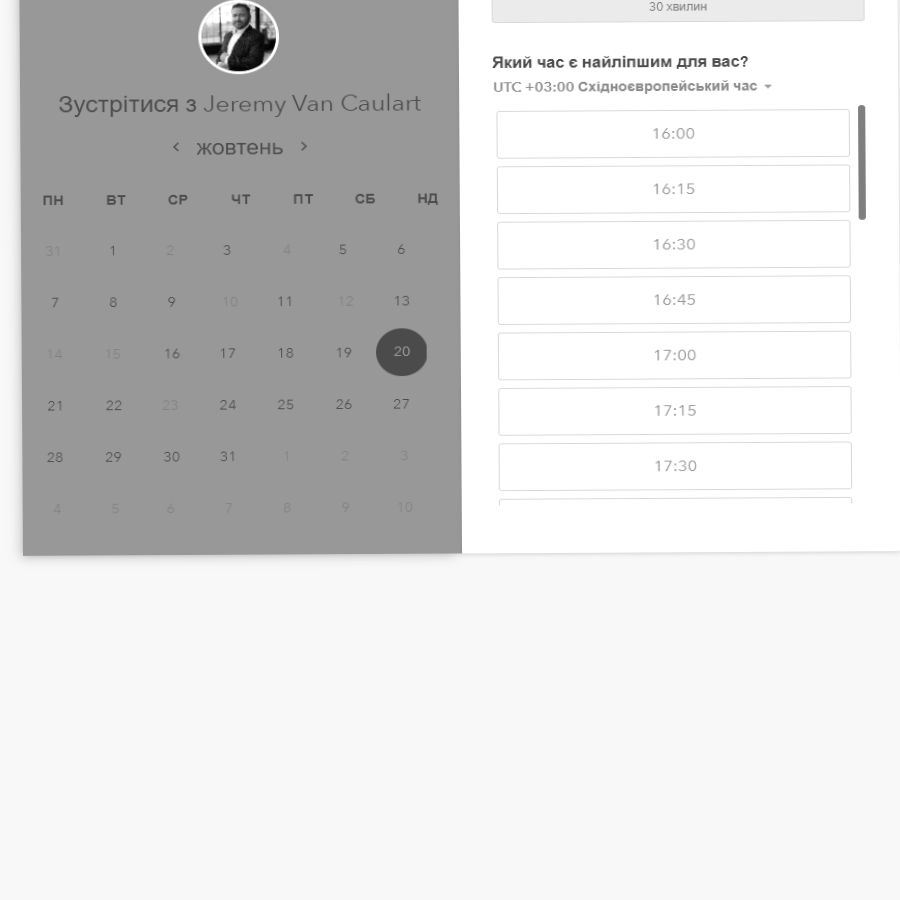 Зустрітися з Jeremy Van Caulart
жовтень
ПН ВТ СР ЧТ ПТ СБ НД
31 1 2 3 4 5 6
7 8 9 10 11 12 13
14 15 16 17 18 19 20
21 22 23 24 25 26 27
28 29 30 31 1 2 3
4 5 6 7 8 9 10
30 хвилин
Який час є найліпшим для вас?
UTC +03:00 Східноєвропейський час
16:00
16:15
16:30
16:45
17:00
17:15
17:30